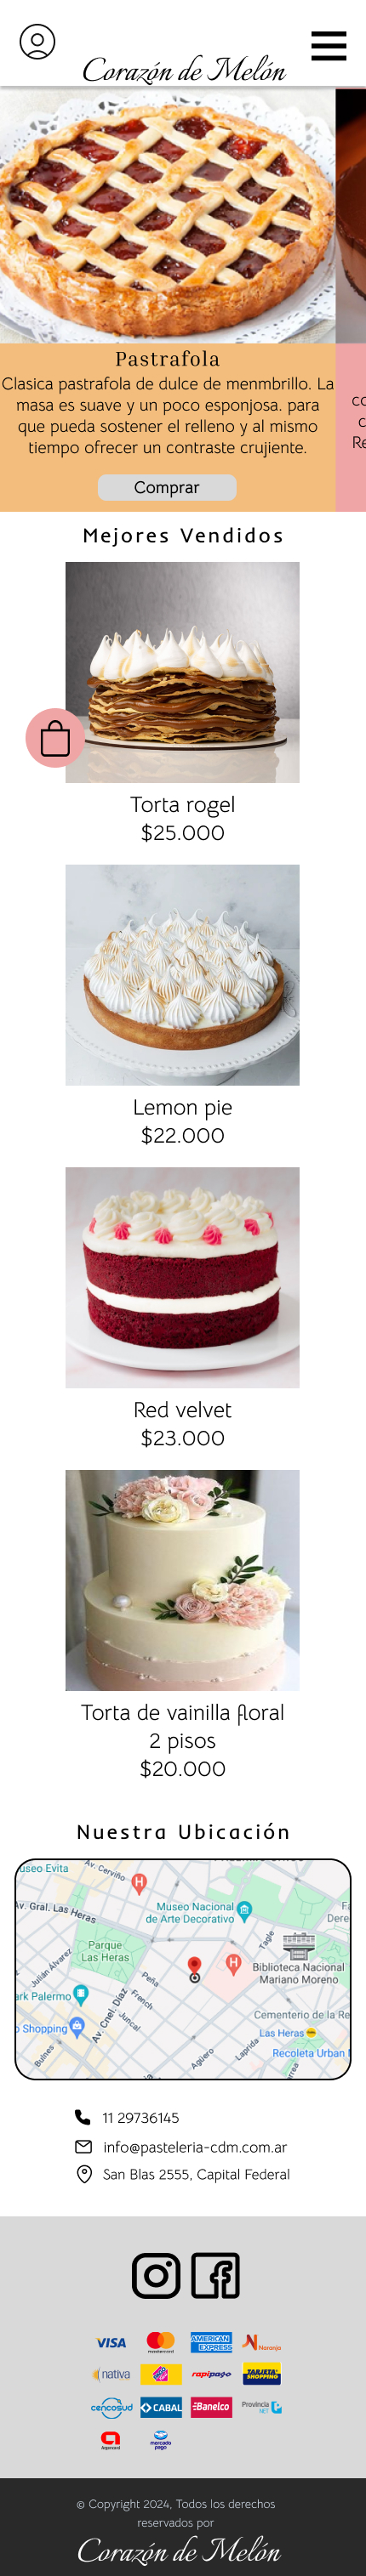 Corazón de Melón
Pastrafola
Clasica pastrafola de dulce de menmbrillo. La
masa es suave y un poco esponjosa. para
que pueda sostener el relleno y al mismo
tiempo ofrecer un contraste crujiente.
Comprar
Mejores Vendidos
Torta rogel
$25.000
Lemon pie
$22.000
Red velvet
$23.000
Torta de vainilla floral
2 pisos
$20.000
Nuestra Ubicación
useo Evita
Av. Cerviño
Av. Gral. Las Heras
Museo Nacional
de Arte Decorativo
Parque
Las Heras
Julián Álvarez
Tagle
Biblioteca Nacional
Mariano Moreno
ark Palermo
Peña
French
Juncal
Av. Cnel. Díaz
Cementerio de la Re
o Shopping
Las Heras
Bulnes
Agüero
Laprida
Recoleta Urban M
11 29736145
info@pasteleria-cdm.com.ar
San Blas 2555, Capital Federal
VISA
mastercard
AMERICAN EXPRESS
Naranja
nativa
rapipago
TARJETA SHOPPING
cencosud
CABAL
Banelco
Provincia NET
Argencard
mercado pago
© Copyright 2024, Todos los derechos
reservados por
Corazón de Melón